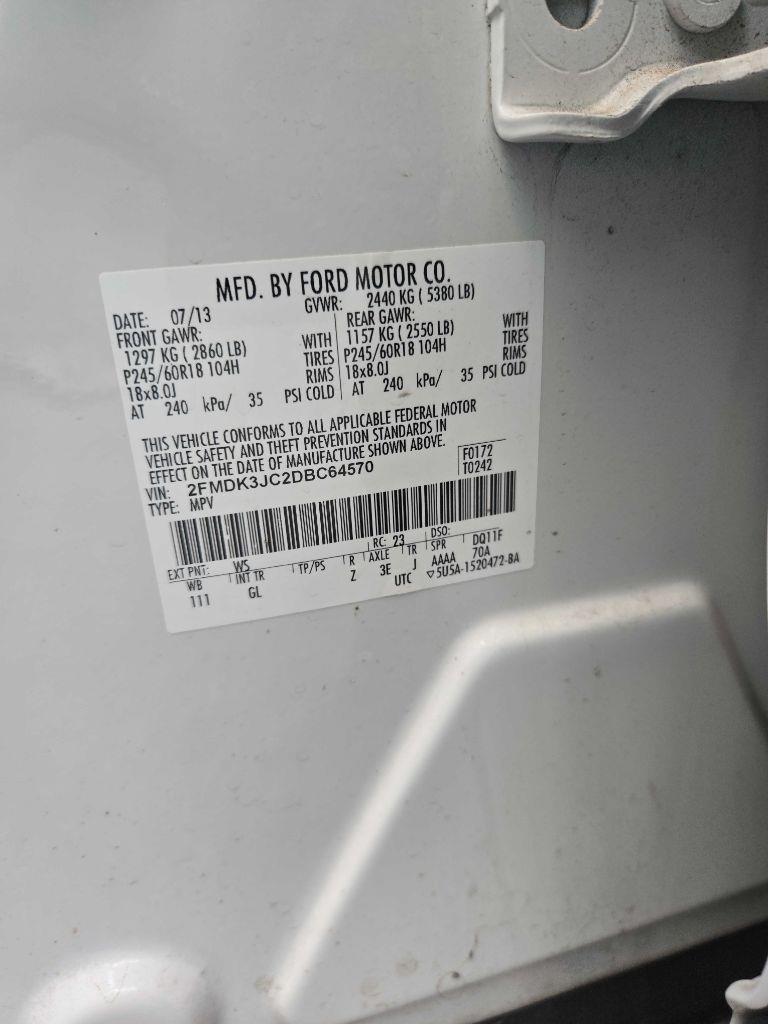 MFD. BY FORD MOTOR CO.
DATE: 07/13 GVWR: 2440 KG ( 5380 LB)
FRONT GAWR: WITH REAR GAWR: WITH
1297 KG ( 2860 LB) TIRES 1157 KG ( 2550 LB) TIRES
P245/60R18 104H RIMS P245/60R18 104H RIMS
18x8.0J 18x8.0J
AT 240 kPa/ 35 PSI COLD AT 240 kPa/ 35 PSI COLD
THIS VEHICLE CONFORMS TO ALL APPLICABLE FEDERAL MOTOR
VEHICLE SAFETY AND THEFT PREVENTION STANDARDS IN
EFFECT ON THE DATE OF MANUFACTURE SHOWN ABOVE.
VIN: 2FMDK3JC2DBC64570 F0172
TYPE: MPV T0242
EXT PNT: WS RC: 23 DSO:
WB INT TR TP/PS R AXLE TR SPR DQ11F
111 GL Z 3E J AAAA 70A
UTC ▽5U5A-1520472-BA